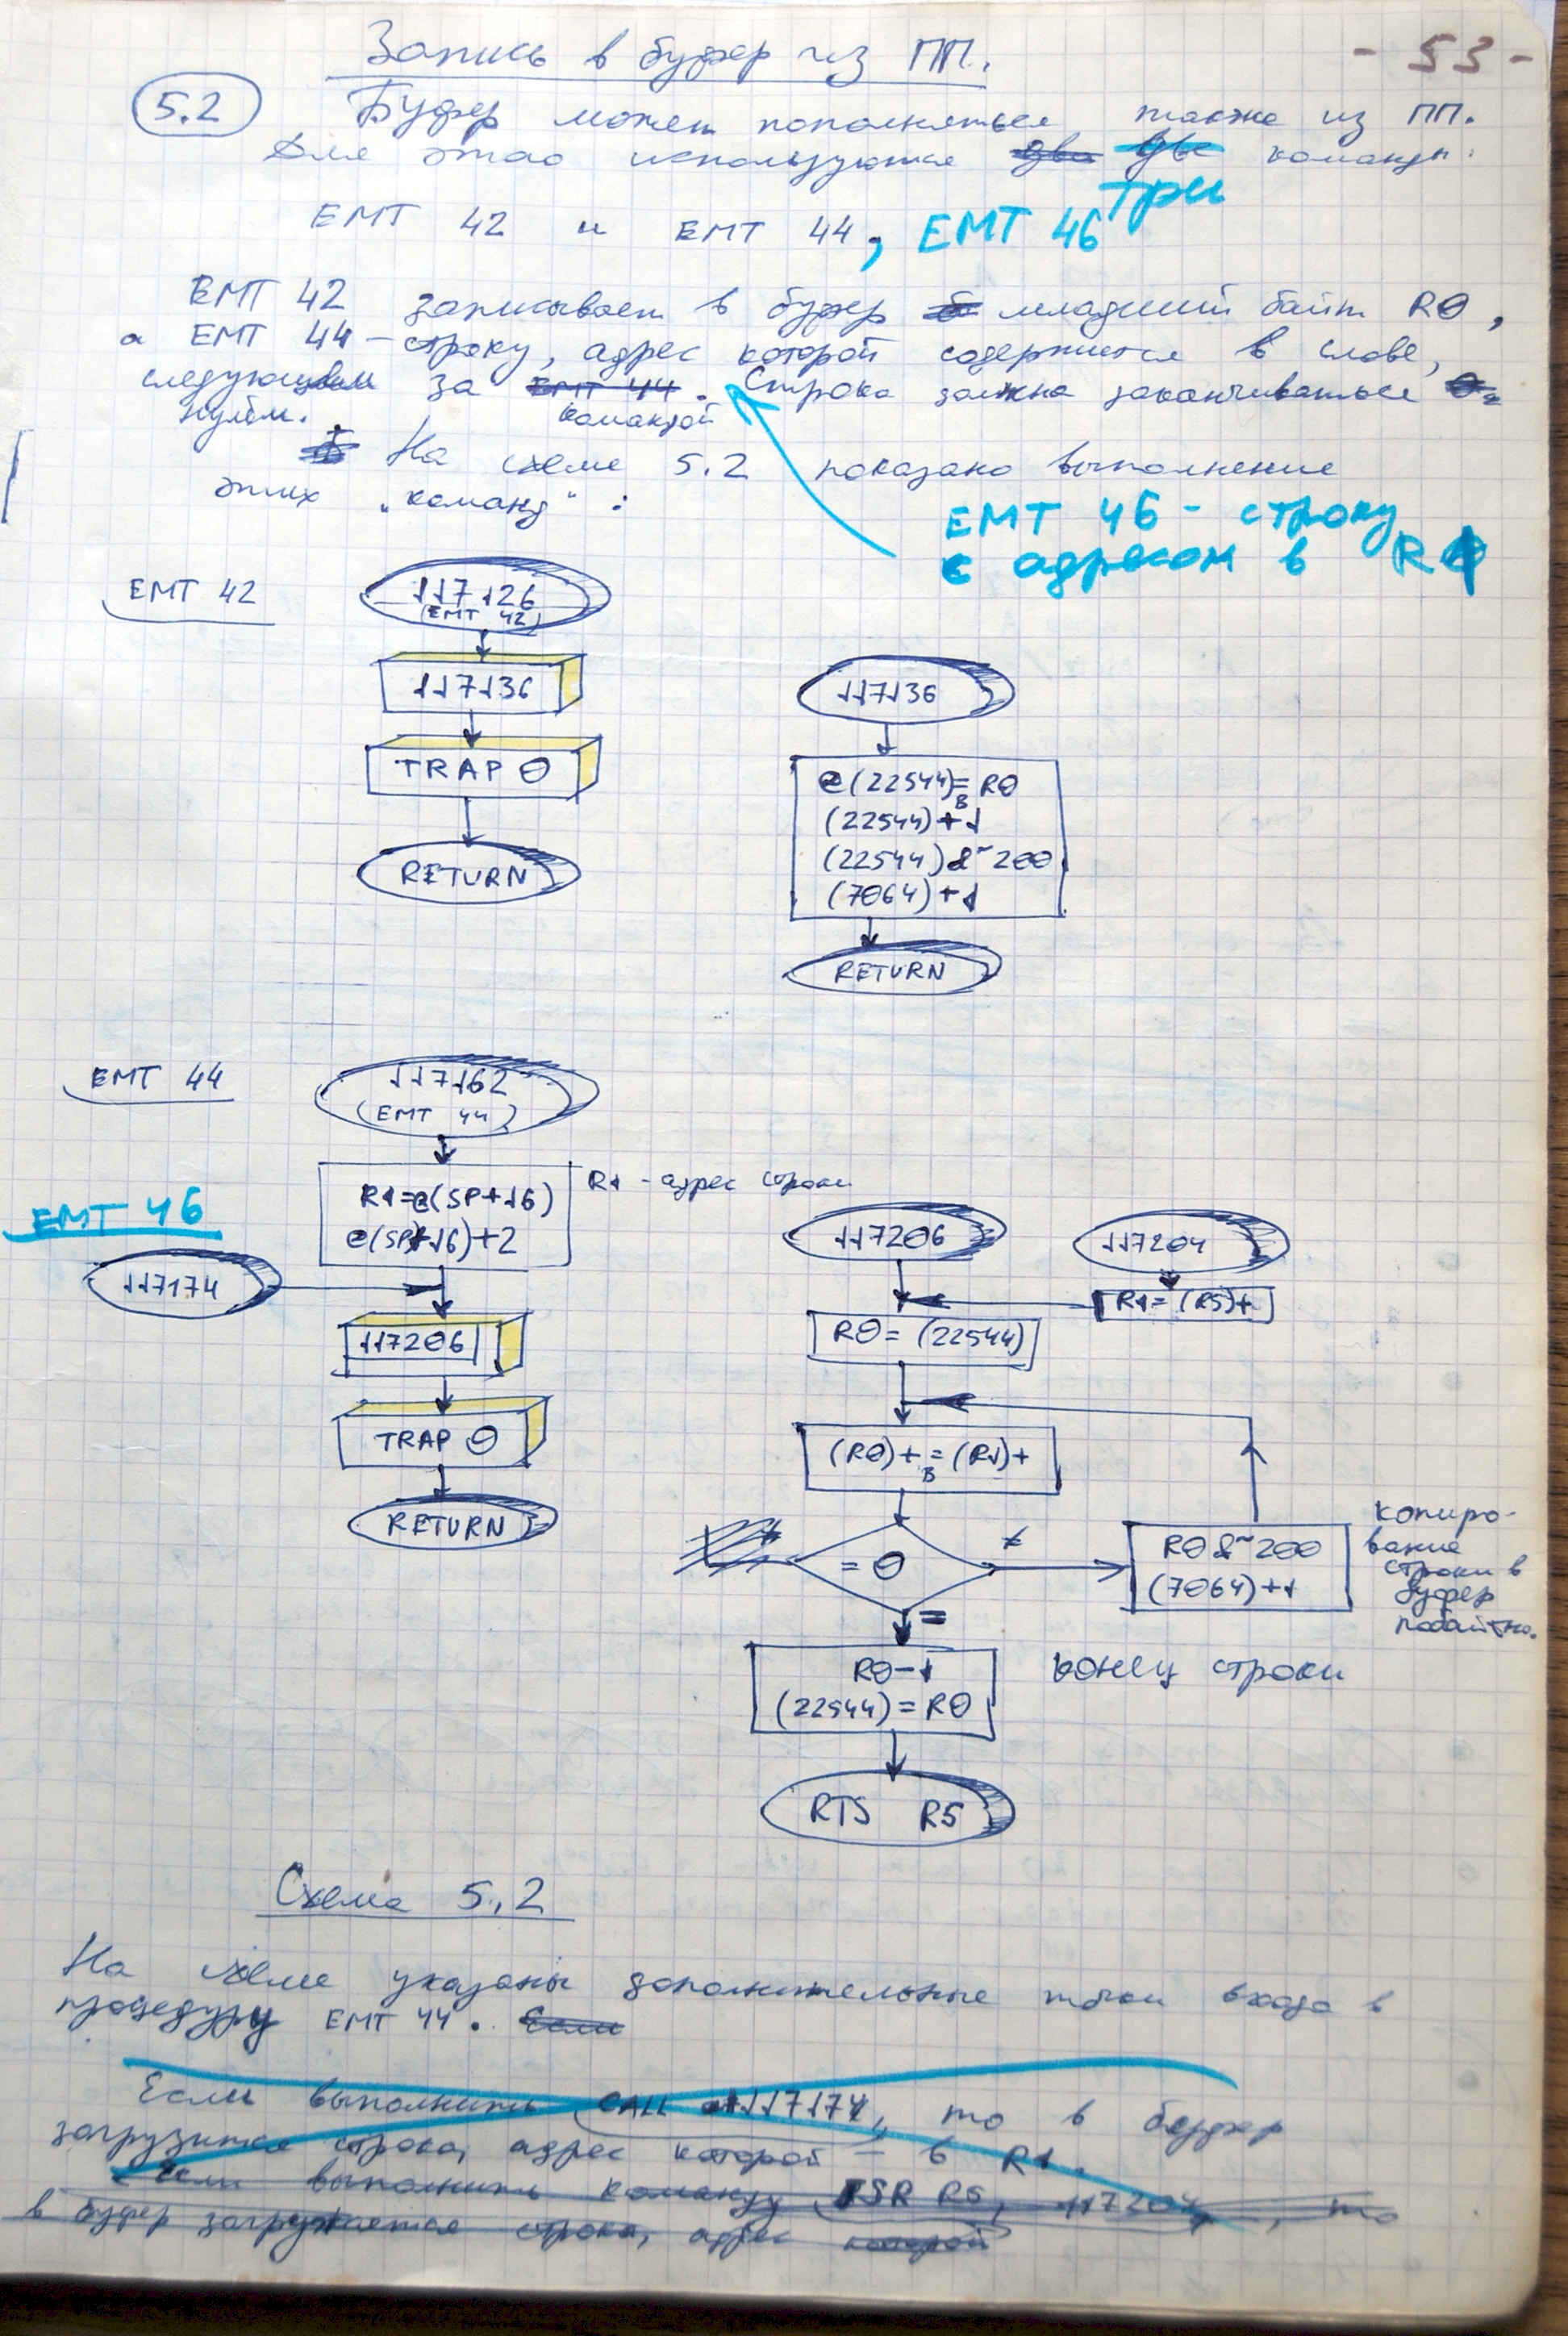 Запись в буфер из ПП.
- 53 -
5.2 Буфер может пополняться также из ПП.
Для этого используются два две команды:
три
EMT 42 и EMT 44, EMT 46
EMT 42 записывает в буфер младший байт RO,
а EMT 44 - строку, адрес которой содержится в слове,
следующем за EMT 44. Строка должна заканчиваться
командой
нулём.
На схеме 5.2 показано выполнение
этих „команд" :
EMT 46 - строку
с адресом в R1
EMT 42
117126
(EMT 42)
117136
TRAP 0
RETURN
117136
@(22544)=R0
B
(22544)+1
(22544)&~200
(7064)+1
RETURN
EMT 44
117162
(EMT 44)
R1=@(SP+16)
@(SP+16)+2
R1 - адрес строки
EMT 46
117174
117206
TRAP 0
RETURN
117206
117204
R1=(R5)+
R0=(22544)
(R0)+=(R1)+
B
=0
≠
R0&~200
(7064)+1
копиро-
вание
строки в
буфер
побайтно.
=
R0-1
(22544)=R0
конец строки
RTS R5
Схема 5.2
На схеме указаны дополнительные точки входа в
процедуру EMT 44. Если
Если выполнить CALL 117174, то в буфер
загрузится строка, адрес которой - в R1.
Если выполнить команду JSR R5, 117204, то
в буфер загружается строка, адрес которой